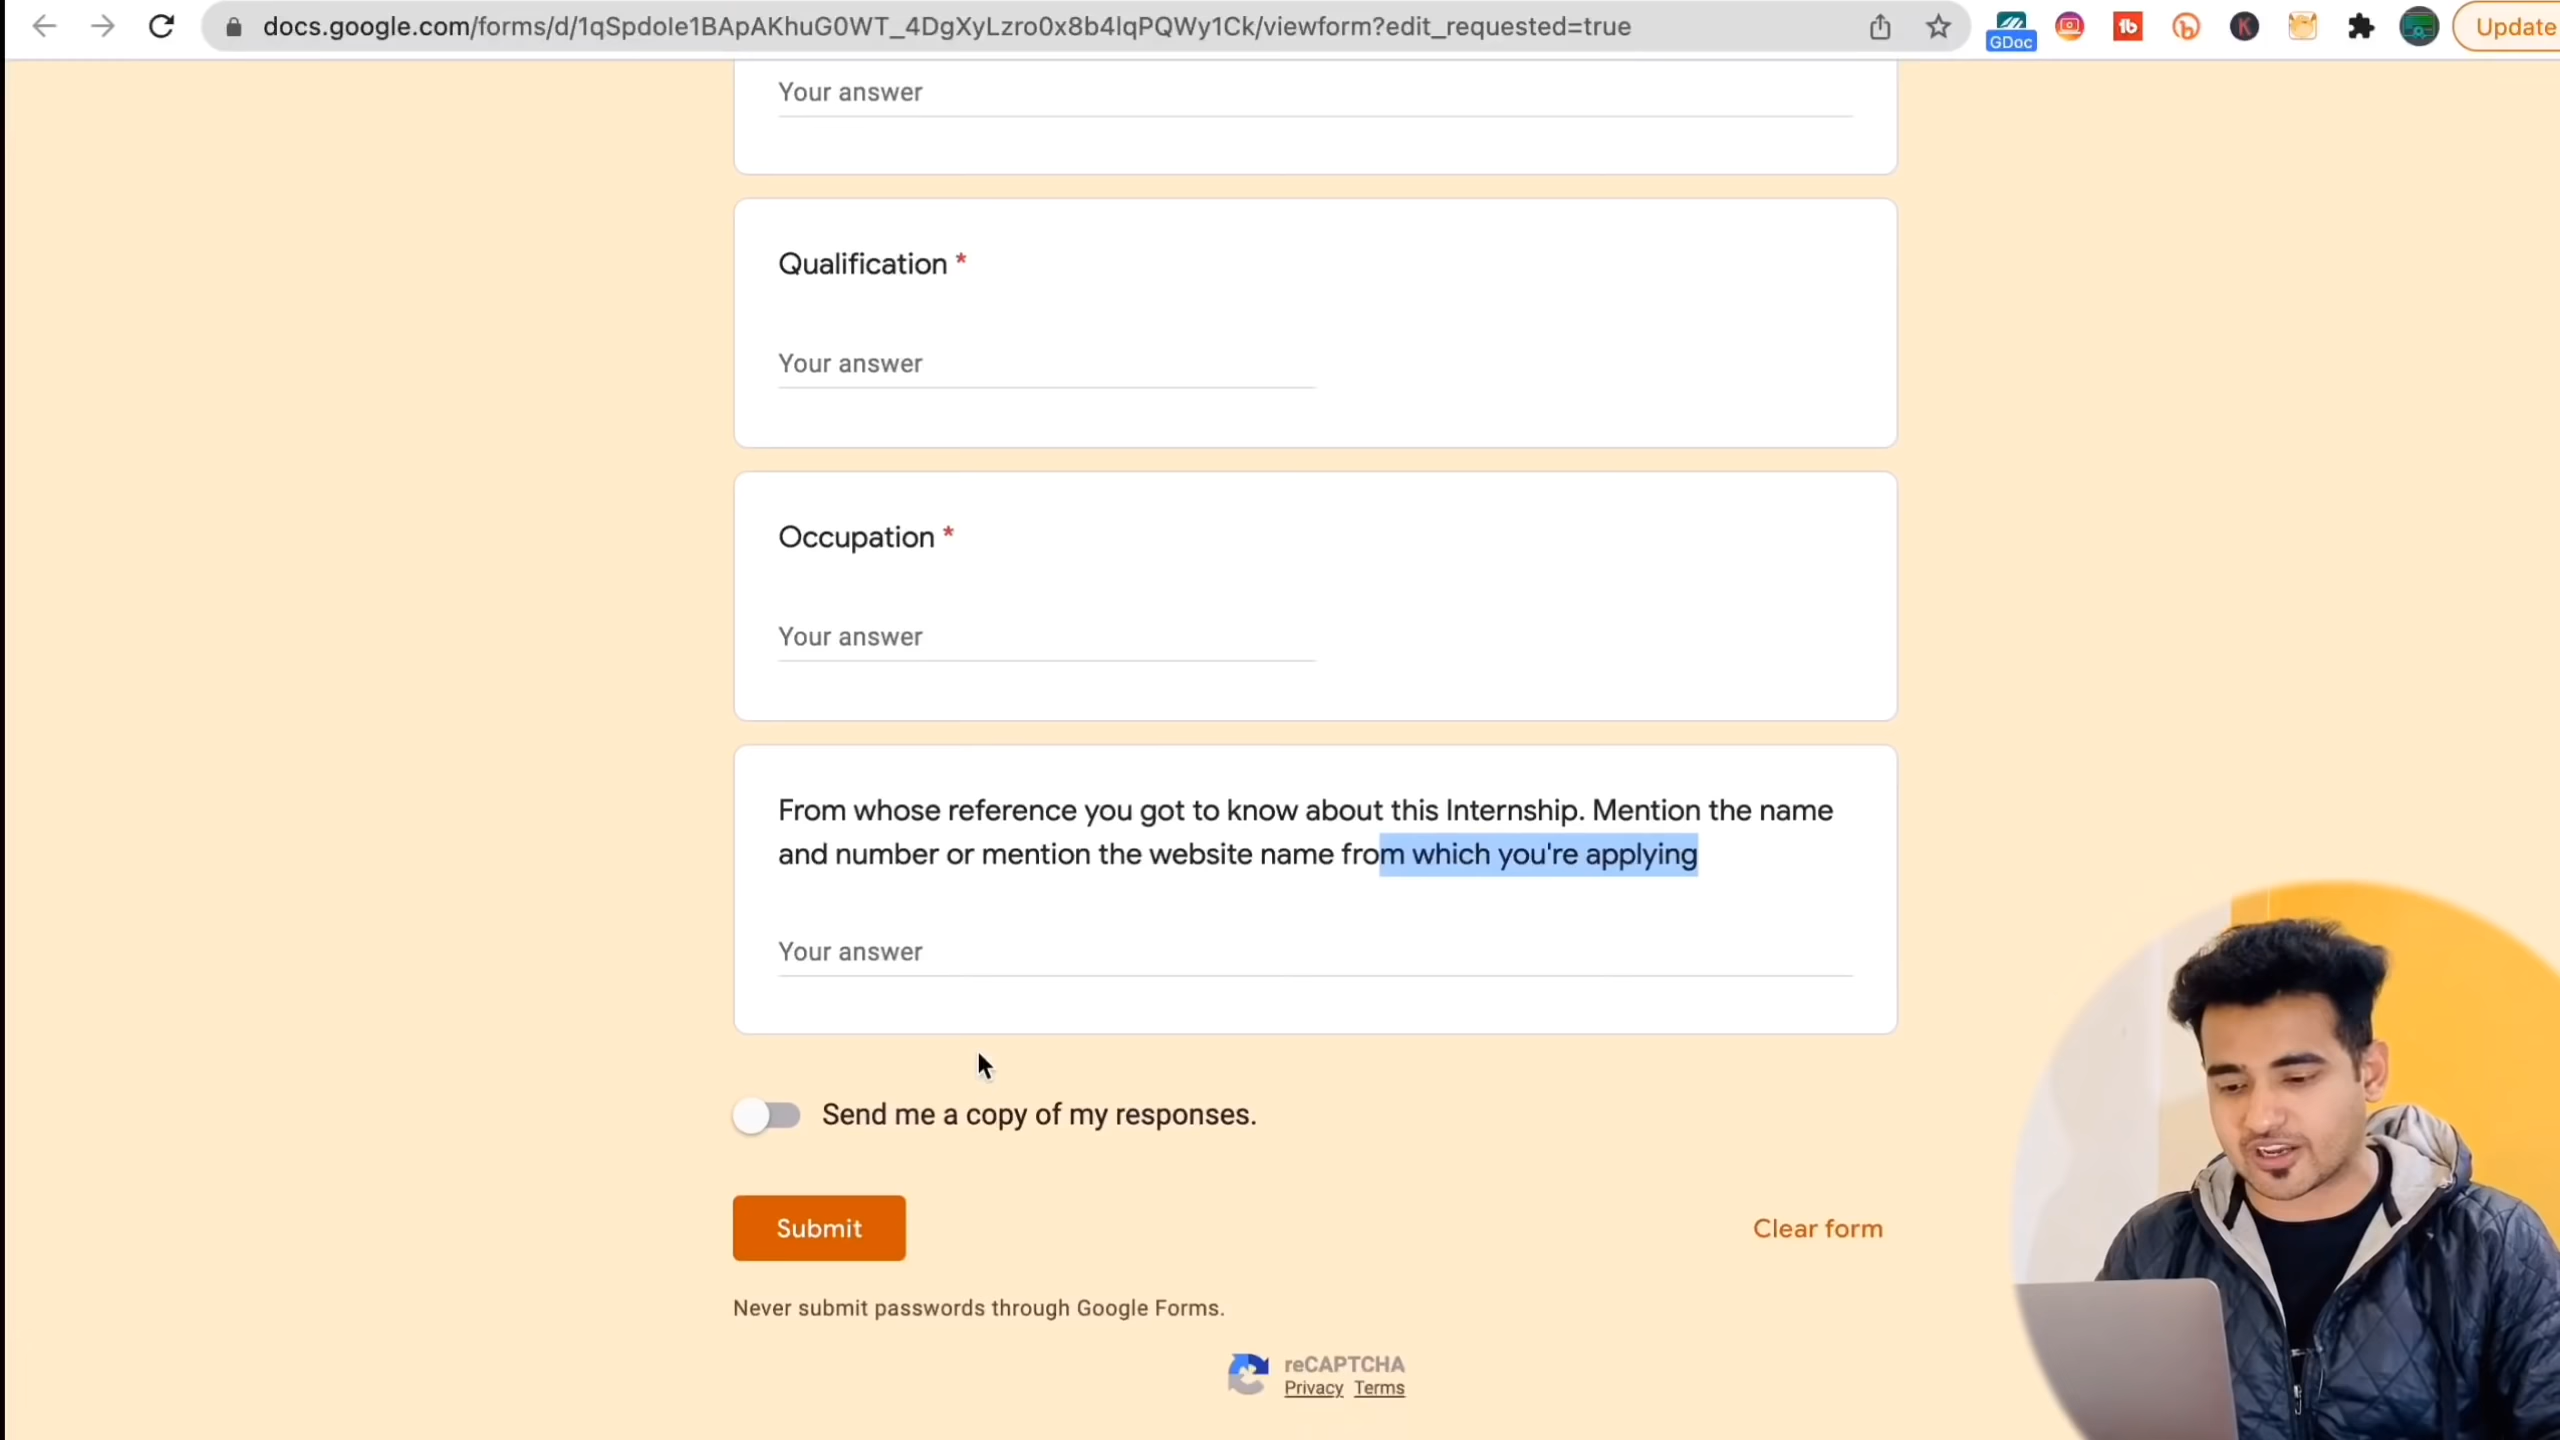 docs.google.com/forms/d/1qSpdoIe1BApAKhuG0WT_4DgXyLzro0x8b4lqPQWy1Ck/viewform?edit_requested=true
GDoc
1b
K
Update
Your answer
Qualification *
Your answer
Occupation *
Your answer
From whose reference you got to know about this Internship. Mention the name
and number or mention the website name from which you're applying
Your answer
Send me a copy of my responses.
Submit
Clear form
Never submit passwords through Google Forms.
reCAPTCHA
Privacy Terms